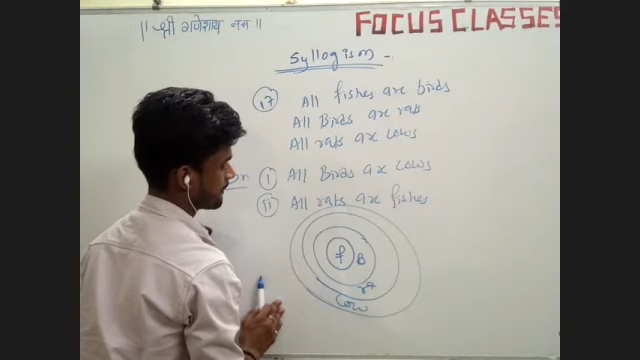 || श्री गणेशाय नम ||
FOCUS CLASSES
Syllogism
17 All fishes are birds
All Birds are rats
All rats are Cows
I All Birds are Cows
II All rats are fishes
f B
Cow